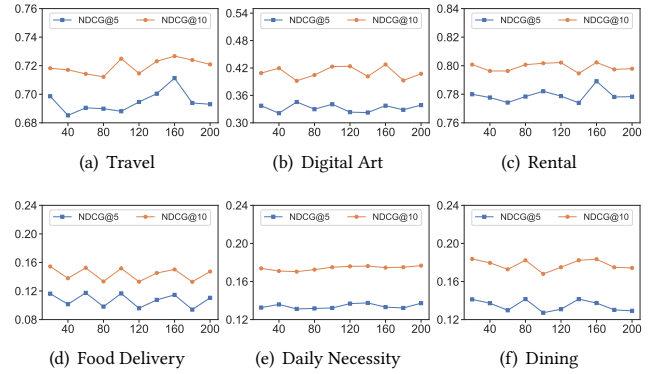 0.76
0.74
0.72
0.70
0.68
NDCG@5 NDCG@10
40 80 120 160 200
(a) Travel
0.54
0.48
0.42
0.36
0.30
NDCG@5 NDCG@10
40 80 120 160 200
(b) Digital Art
0.84
0.82
0.80
0.78
0.76
NDCG@5 NDCG@10
40 80 120 160 200
(c) Rental
0.24
0.20
0.16
0.12
0.08
NDCG@5 NDCG@10
40 80 120 160 200
(d) Food Delivery
0.24
0.20
0.16
0.12
NDCG@5 NDCG@10
40 80 120 160 200
(e) Daily Necessity
0.24
0.20
0.16
0.12
NDCG@5 NDCG@10
40 80 120 160 200
(f) Dining